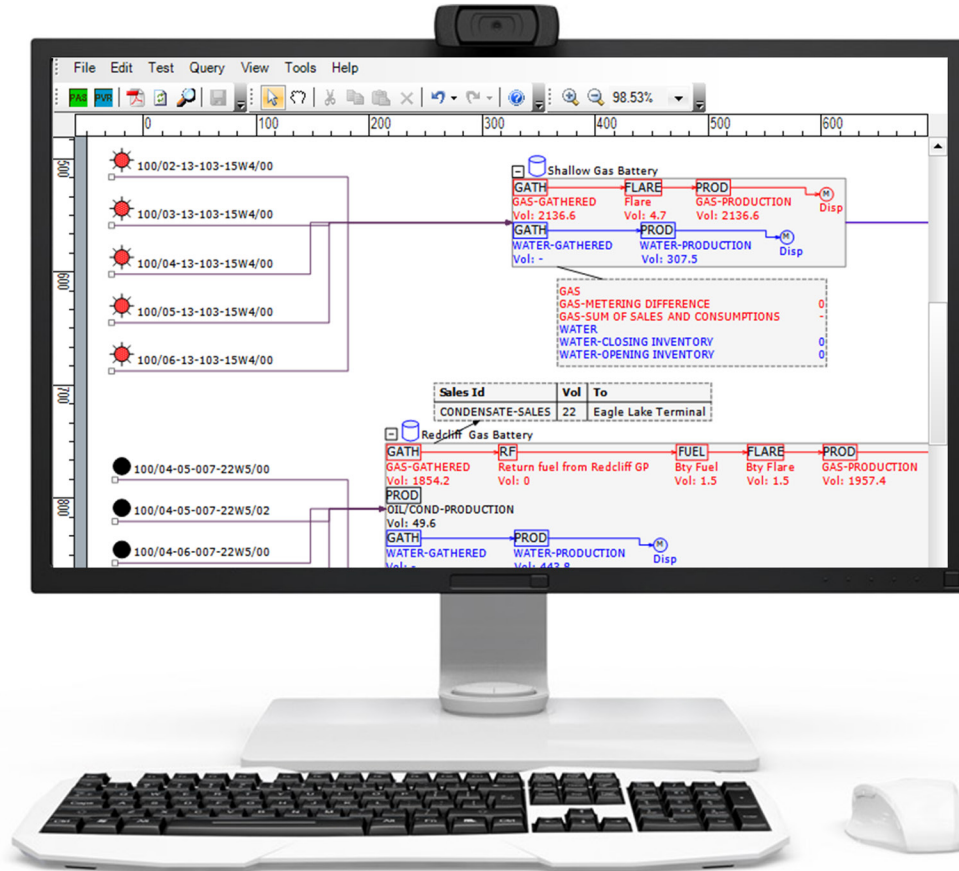 File Edit Test Query View Tools Help
PAS PVR 98.53%
0 100 200 300 400 500 600
500
600
700
800
100/02-13-103-15W4/00
100/03-13-103-15W4/00
100/04-13-103-15W4/00
100/05-13-103-15W4/00
100/06-13-103-15W4/00
Shallow Gas Battery
GATH FLARE PROD M
GAS-GATHERED Flare GAS-PRODUCTION Disp
Vol: 2136.6 Vol: 4.7 Vol: 2136.6
GATH PROD M
WATER-GATHERED WATER-PRODUCTION Disp
Vol: - Vol: 307.5
GAS
GAS-METERING DIFFERENCE 0
GAS-SUM OF SALES AND CONSUMPTIONS -
WATER
WATER-CLOSING INVENTORY 0
WATER-OPENING INVENTORY 0
Sales Id Vol To
CONDENSATE-SALES 22 Eagle Lake Terminal
100/04-05-007-22W5/00
100/04-05-007-22W5/02
100/04-06-007-22W5/00
Redcliff Gas Battery
GATH RF FUEL FLARE PROD
GAS-GATHERED Return fuel from Redcliff GP Bty Fuel Bty Flare GAS-PRODUCTION
Vol: 1854.2 Vol: 0 Vol: 1.5 Vol: 1.5 Vol: 1957.4
PROD
OIL/COND-PRODUCTION
Vol: 49.6
GATH PROD M
WATER-GATHERED WATER-PRODUCTION Disp
Vol: - Vol: 443.8